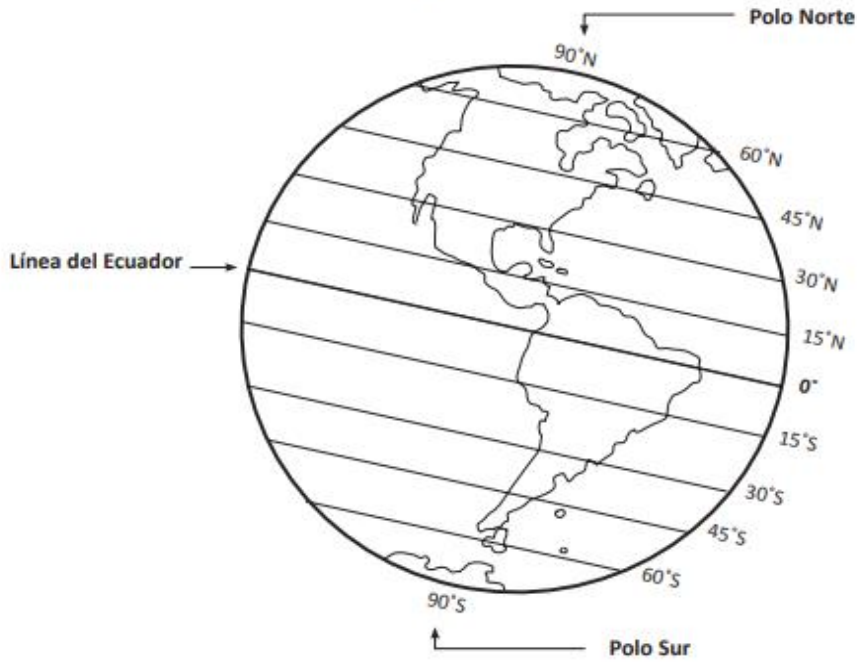 Polo Norte
90˚N
60˚N
45˚N
30˚N
Línea del Ecuador
15˚N
0˚
15˚S
30˚S
45˚S
60˚S
90˚S
Polo Sur